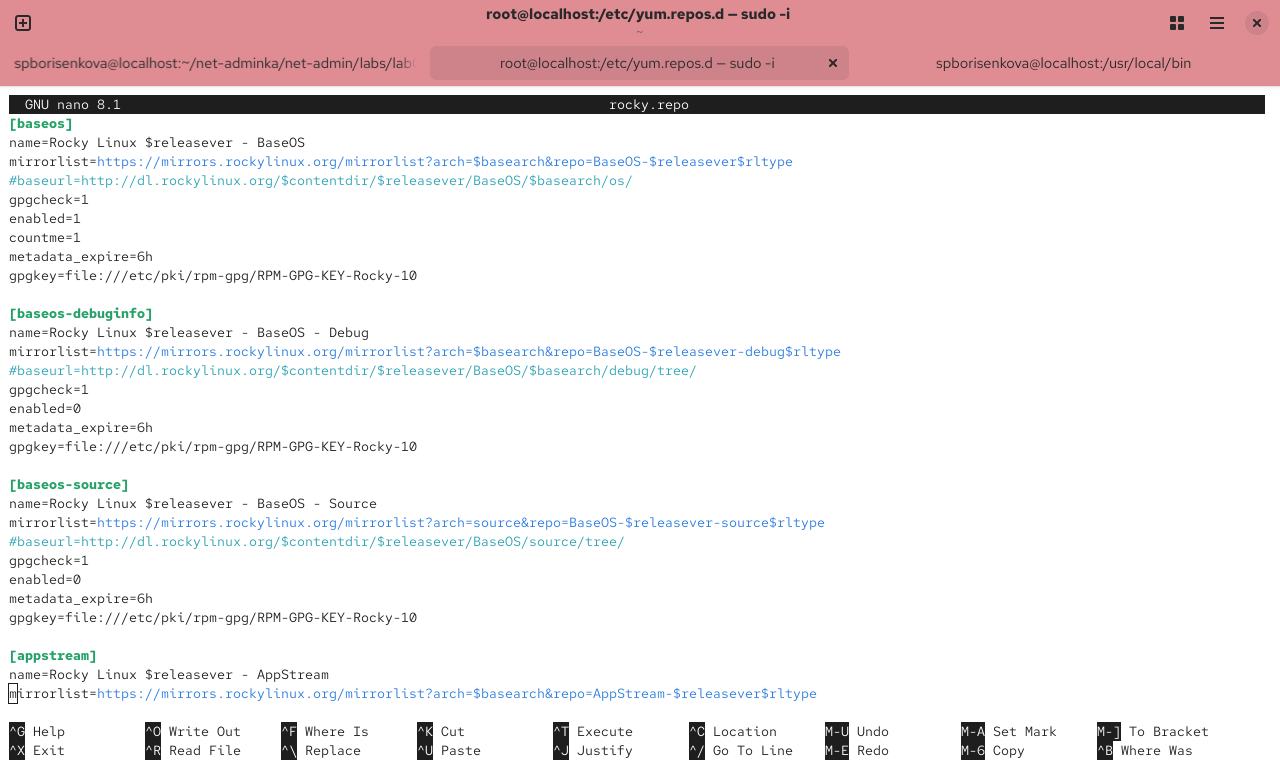 root@localhost:/etc/yum.repos.d — sudo -i
~
spborisenkova@localhost:~/net-adminka/net-admin/labs/lab
root@localhost:/etc/yum.repos.d — sudo -i
spborisenkova@localhost:/usr/local/bin
GNU nano 8.1 rocky.repo
[baseos]
name=Rocky Linux $releasever - BaseOS
mirrorlist=https://mirrors.rockylinux.org/mirrorlist?arch=$basearch&repo=BaseOS-$releasever$rltype
#baseurl=http://dl.rockylinux.org/$contentdir/$releasever/BaseOS/$basearch/os/
gpgcheck=1
enabled=1
countme=1
metadata_expire=6h
gpgkey=file:///etc/pki/rpm-gpg/RPM-GPG-KEY-Rocky-10
[baseos-debuginfo]
name=Rocky Linux $releasever - BaseOS - Debug
mirrorlist=https://mirrors.rockylinux.org/mirrorlist?arch=$basearch&repo=BaseOS-$releasever-debug$rltype
#baseurl=http://dl.rockylinux.org/$contentdir/$releasever/BaseOS/$basearch/debug/tree/
gpgcheck=1
enabled=0
metadata_expire=6h
gpgkey=file:///etc/pki/rpm-gpg/RPM-GPG-KEY-Rocky-10
[baseos-source]
name=Rocky Linux $releasever - BaseOS - Source
mirrorlist=https://mirrors.rockylinux.org/mirrorlist?arch=source&repo=BaseOS-$releasever-source$rltype
#baseurl=http://dl.rockylinux.org/$contentdir/$releasever/BaseOS/source/tree/
gpgcheck=1
enabled=0
metadata_expire=6h
gpgkey=file:///etc/pki/rpm-gpg/RPM-GPG-KEY-Rocky-10
[appstream]
name=Rocky Linux $releasever - AppStream
mirrorlist=https://mirrors.rockylinux.org/mirrorlist?arch=$basearch&repo=AppStream-$releasever$rltype
^G Help ^O Write Out ^F Where Is ^K Cut ^T Execute ^C Location M-U Undo M-A Set Mark M-] To Bracket
^X Exit ^R Read File ^\ Replace ^U Paste ^J Justify ^/ Go To Line M-E Redo M-6 Copy ^B Where Was